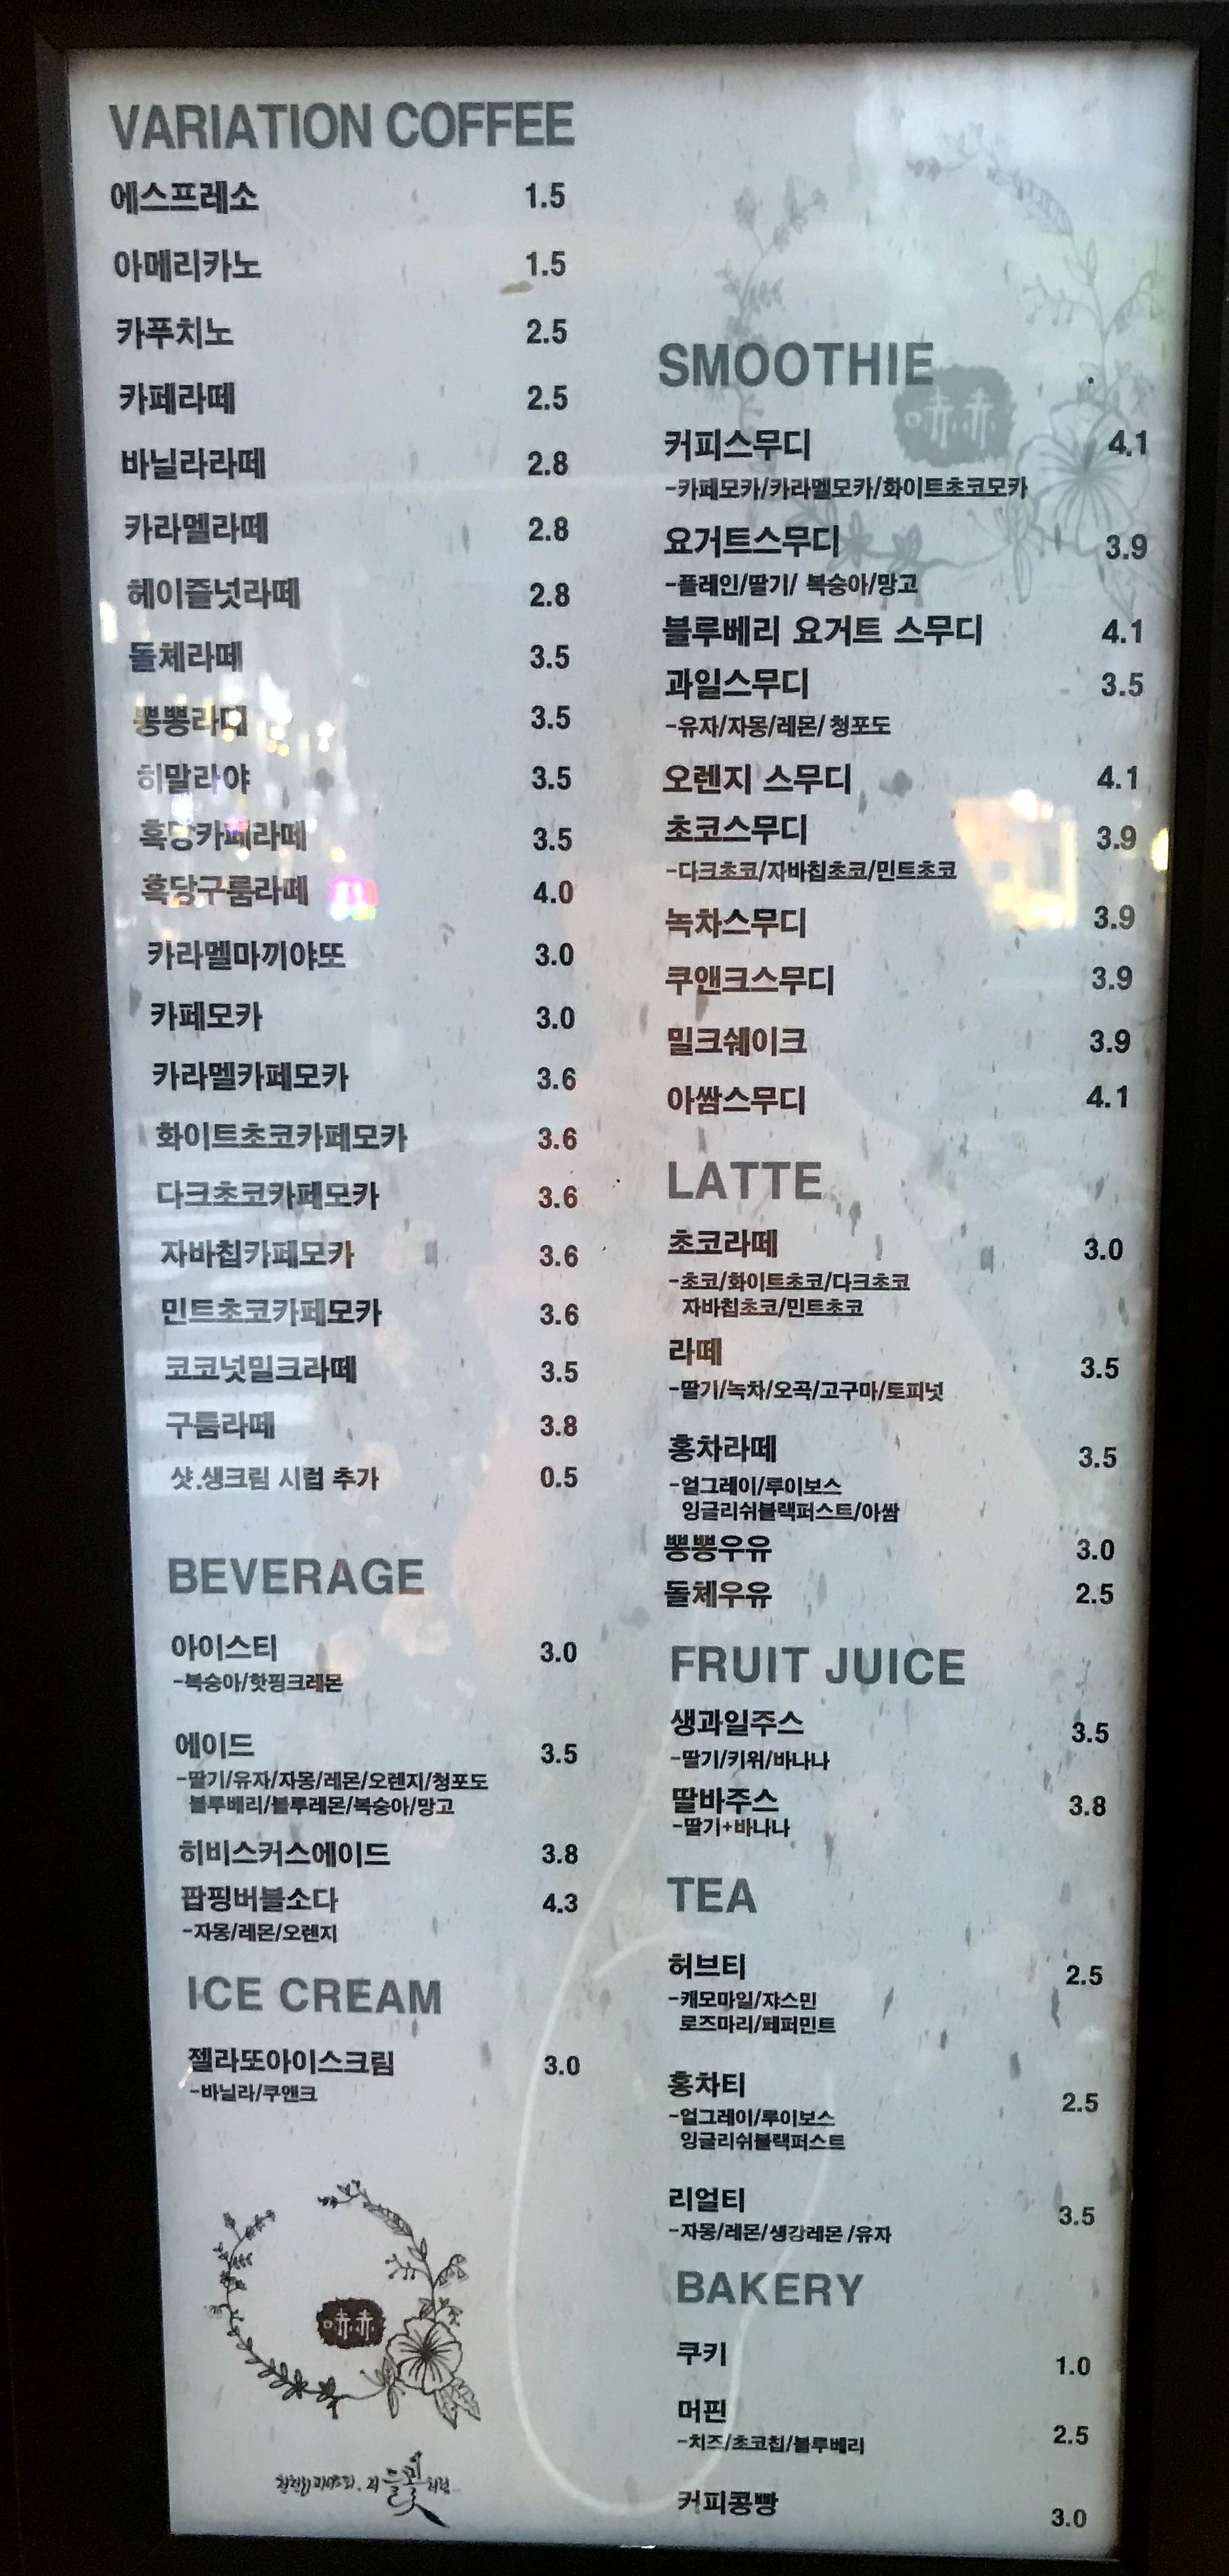 VARIATION COFFEE
에스프레소 1.5
아메리카노 1.5
카푸치노 2.5
카페라떼 2.5
바닐라라떼 2.8
카라멜라떼 2.8
헤이즐넛라떼 2.8
돌체라떼 3.5
뿅뿅라떼 3.5
히말라야 3.5
흑당카페라떼 3.5
흑당구름라떼 4.0
카라멜마끼야또 3.0
카페모카 3.0
카라멜카페모카 3.6
화이트초코카페모카 3.6
다크초코카페모카 3.6
자바칩카페모카 3.6
민트초코카페모카 3.6
코코넛밀크라떼 3.5
구름라떼 3.8
샷.생크림 시럽 추가 0.5
BEVERAGE
아이스티 3.0
-복숭아/핫핑크레몬
에이드 3.5
-딸기/유자/자몽/레몬/오렌지/청포도
블루베리/블루레몬/복숭아/망고
히비스커스에이드 3.8
팝핑버블소다 4.3
-자몽/레몬/오렌지
ICE CREAM
젤라또아이스크림 3.0
-바닐라/쿠앤크
SMOOTHIE
커피스무디 4.1
-카페모카/카라멜모카/화이트초코모카
요거트스무디 3.9
-플레인/딸기/ 복숭아/망고
블루베리 요거트 스무디 4.1
과일스무디 3.5
-유자/자몽/레몬/ 청포도
오렌지 스무디 4.1
초코스무디 3.9
-다크초코/자바칩초코/민트초코
녹차스무디 3.9
쿠앤크스무디 3.9
밀크쉐이크 3.9
아쌈스무디 4.1
LATTE
초코라떼 3.0
-초코/화이트초코/다크초코
자바칩초코/민트초코
라떼 3.5
-딸기/녹차/오곡/고구마/토피넛
홍차라떼 3.5
-얼그레이/루이보스
잉글리쉬블랙퍼스트/아쌈
뿅뿅우유 3.0
돌체우유 2.5
FRUIT JUICE
생과일주스 3.5
-딸기/키위/바나나
딸바주스 3.8
-딸기+바나나
TEA
허브티 2.5
-캐모마일/쟈스민
로즈마리/페퍼민트
홍차티 2.5
-얼그레이/루이보스
잉글리쉬블랙퍼스트
리얼티 3.5
-자몽/레몬/생강레몬 /유자
BAKERY
쿠키 1.0
머핀 2.5
-치즈/초코칩/블루베리
커피콩빵 3.0